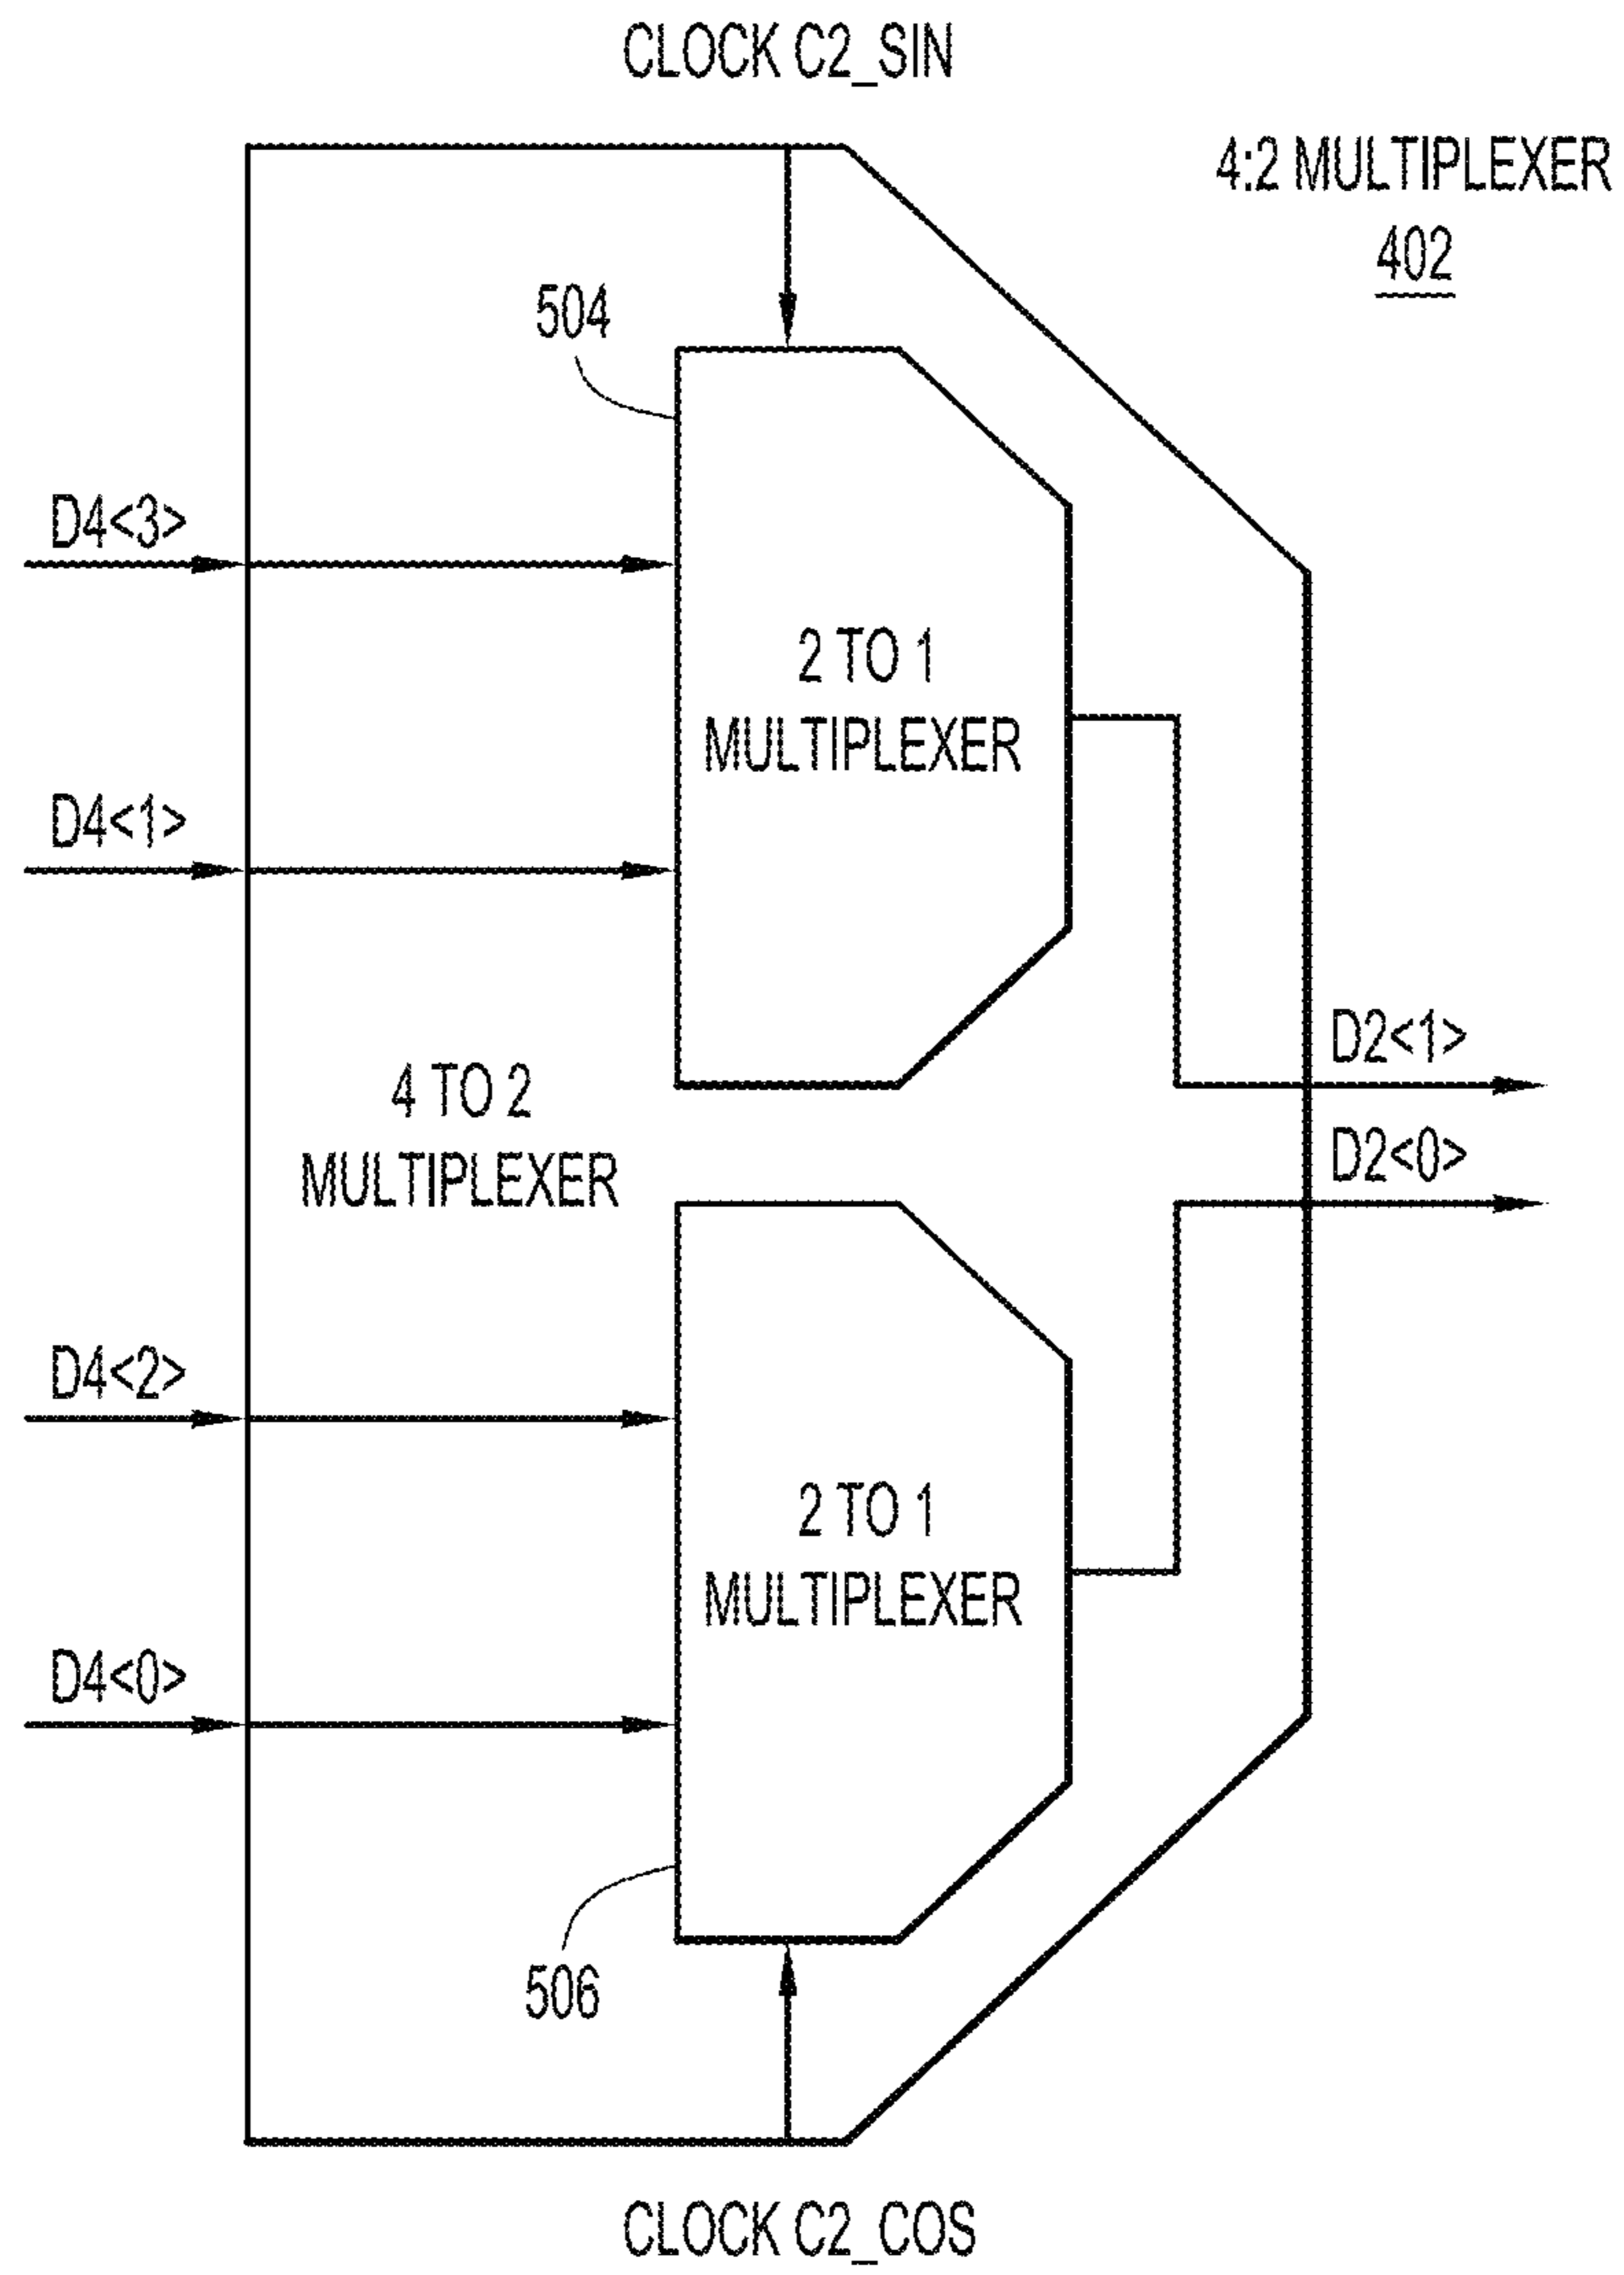 CLOCK C2_SIN
4:2 MULTIPLEXER
402
504
D4<3>
2 TO 1
MULTIPLEXER
D4<1>
D2<1>
4 TO 2
MULTIPLEXER
D2<0>
D4<2>
2 TO 1
MULTIPLEXER
D4<0>
506
CLOCK C2_COS